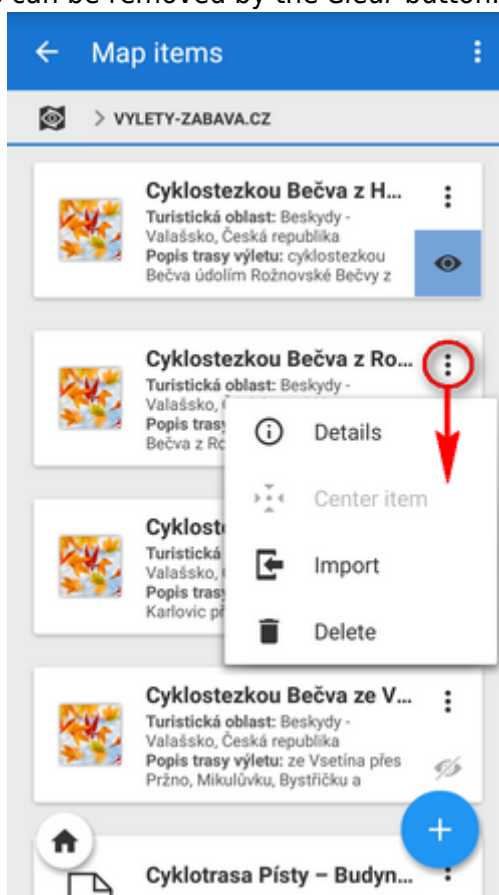 can be removed by the Clear button.
Map items
> VYLETY-ZABAVA.CZ
Cyklostezkou Bečva z H...
Turistická oblast: Beskydy -
Valašsko, Česká republika
Popis trasy výletu: cyklostezkou
Bečva údolím Rožnovské Bečvy z
Cyklostezkou Bečva z Ro...
Turistická oblast: Beskydy -
Valašsko,
Popis trasy
Bečva z Ro
Details
Center item
Import
Delete
Cyklost
Turistická
Valašsko,
Popis trasy
Karlovic př
Cyklostezkou Bečva ze V...
Turistická oblast: Beskydy -
Valašsko, Česká republika
Popis trasy výletu: ze Vsetína přes
Pržno, Mikulůvku, Bystřičku a
Cyklotrasa Písty – Budyn...